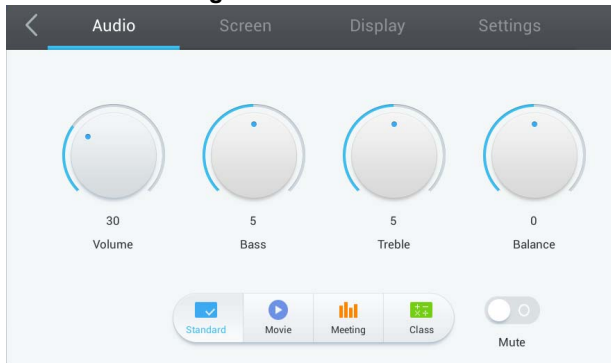 Audio Screen Display Settings
30 5 5 0
Volume Bass Treble Balance
Standard Movie Meeting Class
Mute